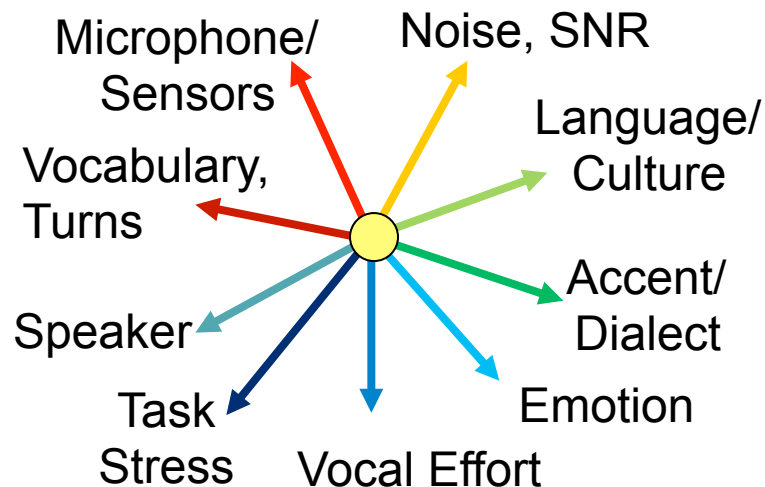 Microphone/
Sensors
Noise, SNR
Language/
Culture
Vocabulary,
Turns
Accent/
Dialect
Speaker
Emotion
Task
Stress
Vocal Effort